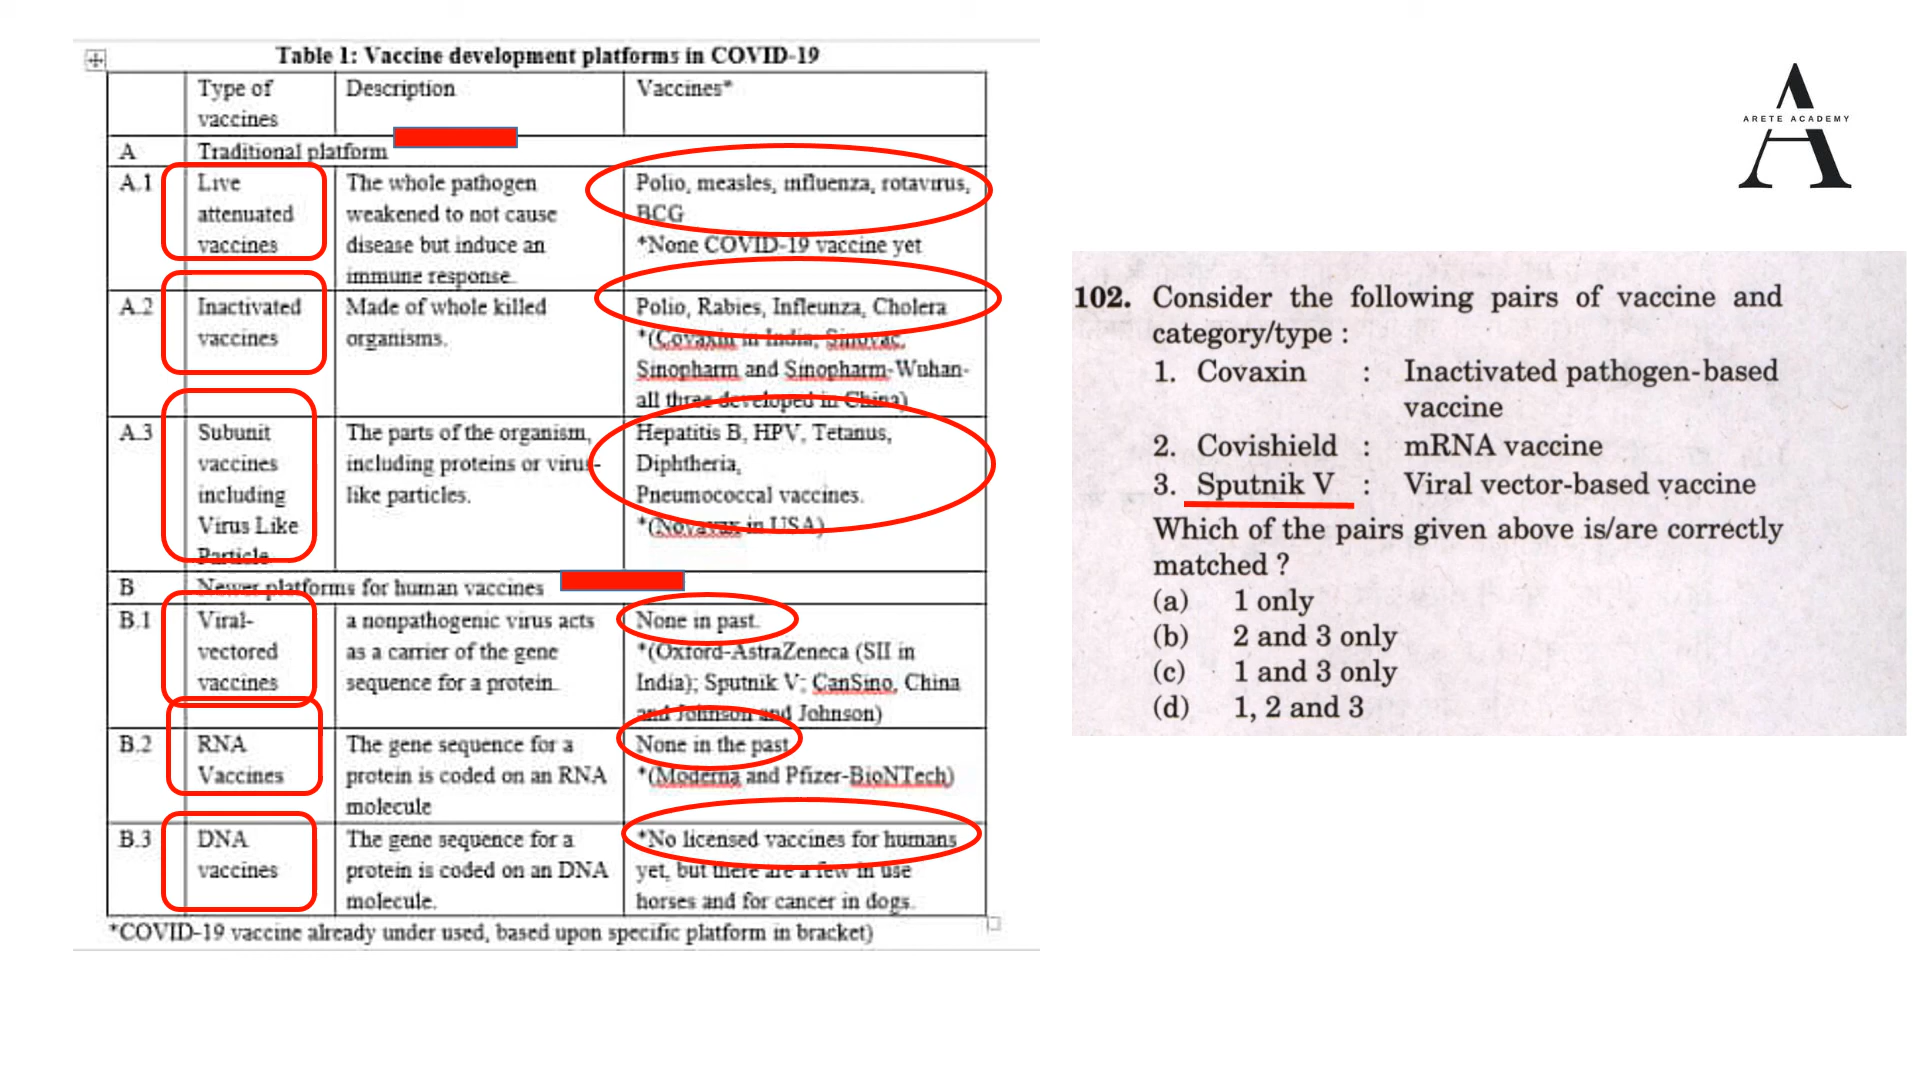 Table 1: Vaccine development platforms in COVID-19
Type of vaccines
Description
Vaccines*
A
Traditional platform
A.1
Live
attenuated
vaccines
The whole pathogen
weakened to not cause
disease but induce an
immune response.
Polio, measles, influenza, rotavirus,
BCG
*None COVID-19 vaccine yet
A.2
Inactivated
vaccines
Made of whole killed
organisms.
Polio, Rabies, Infleunza, Cholera
*(Covaxin in India, Sinovac,
Sinopharm and Sinopharm-Wuhan-
all three developed in China)
A.3
Subunit
vaccines
including
Virus Like
Particle
The parts of the organism,
including proteins or virus-
like particles.
Hepatitis B, HPV, Tetanus,
Diphtheria,
Pneumococcal vaccines.
*(Novavax in USA)
B
Newer platforms for human vaccines
B.1
Viral-
vectored
vaccines
a nonpathogenic virus acts
as a carrier of the gene
sequence for a protein.
None in past.
*(Oxford-AstraZeneca (SII in
India); Sputnik V; CanSino, China
and Johnson and Johnson)
B.2
RNA
Vaccines
The gene sequence for a
protein is coded on an RNA
molecule
None in the past
*(Moderna and Pfizer-BioNTech)
B.3
DNA
vaccines
The gene sequence for a
protein is coded on an DNA
molecule.
*No licensed vaccines for humans
yet, but there are a few in use
horses and for cancer in dogs.
*COVID-19 vaccine already under used, based upon specific platform in bracket)
ARETE ACADEMY
102. Consider the following pairs of vaccine and
category/type :
1. Covaxin : Inactivated pathogen-based
vaccine
2. Covishield : mRNA vaccine
3. Sputnik V : Viral vector-based vaccine
Which of the pairs given above is/are correctly
matched ?
(a) 1 only
(b) 2 and 3 only
(c) 1 and 3 only
(d) 1, 2 and 3